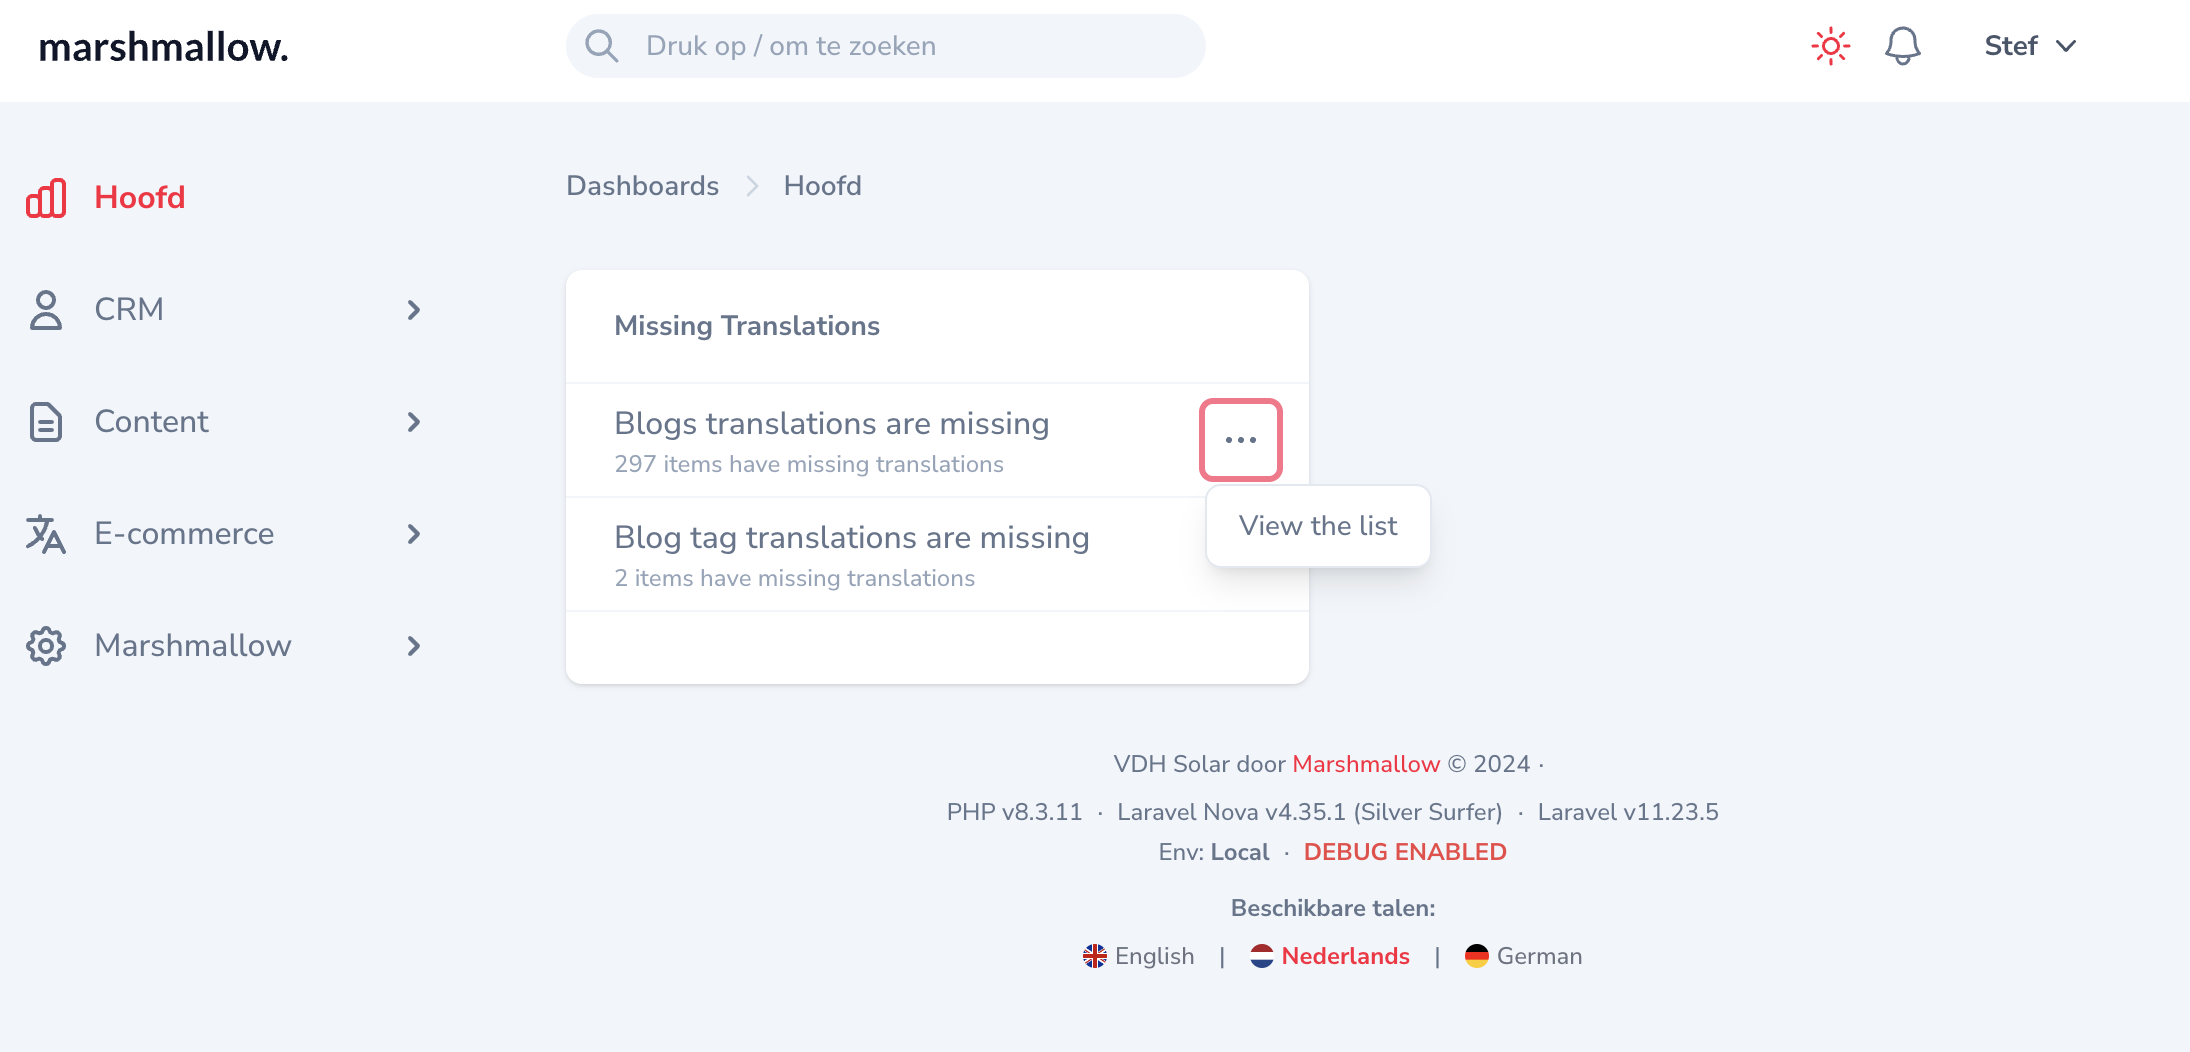 marshmallow.
Druk op / om te zoeken
Stef
Hoofd
CRM
Content
E-commerce
Marshmallow
Dashboards
Hoofd
Missing Translations
Blogs translations are missing
297 items have missing translations
View the list
Blog tag translations are missing
2 items have missing translations
VDH Solar door Marshmallow © 2024 ·
PHP v8.3.11 · Laravel Nova v4.35.1 (Silver Surfer) · Laravel v11.23.5
Env: Local · DEBUG ENABLED
Beschikbare talen:
English | Nederlands | German